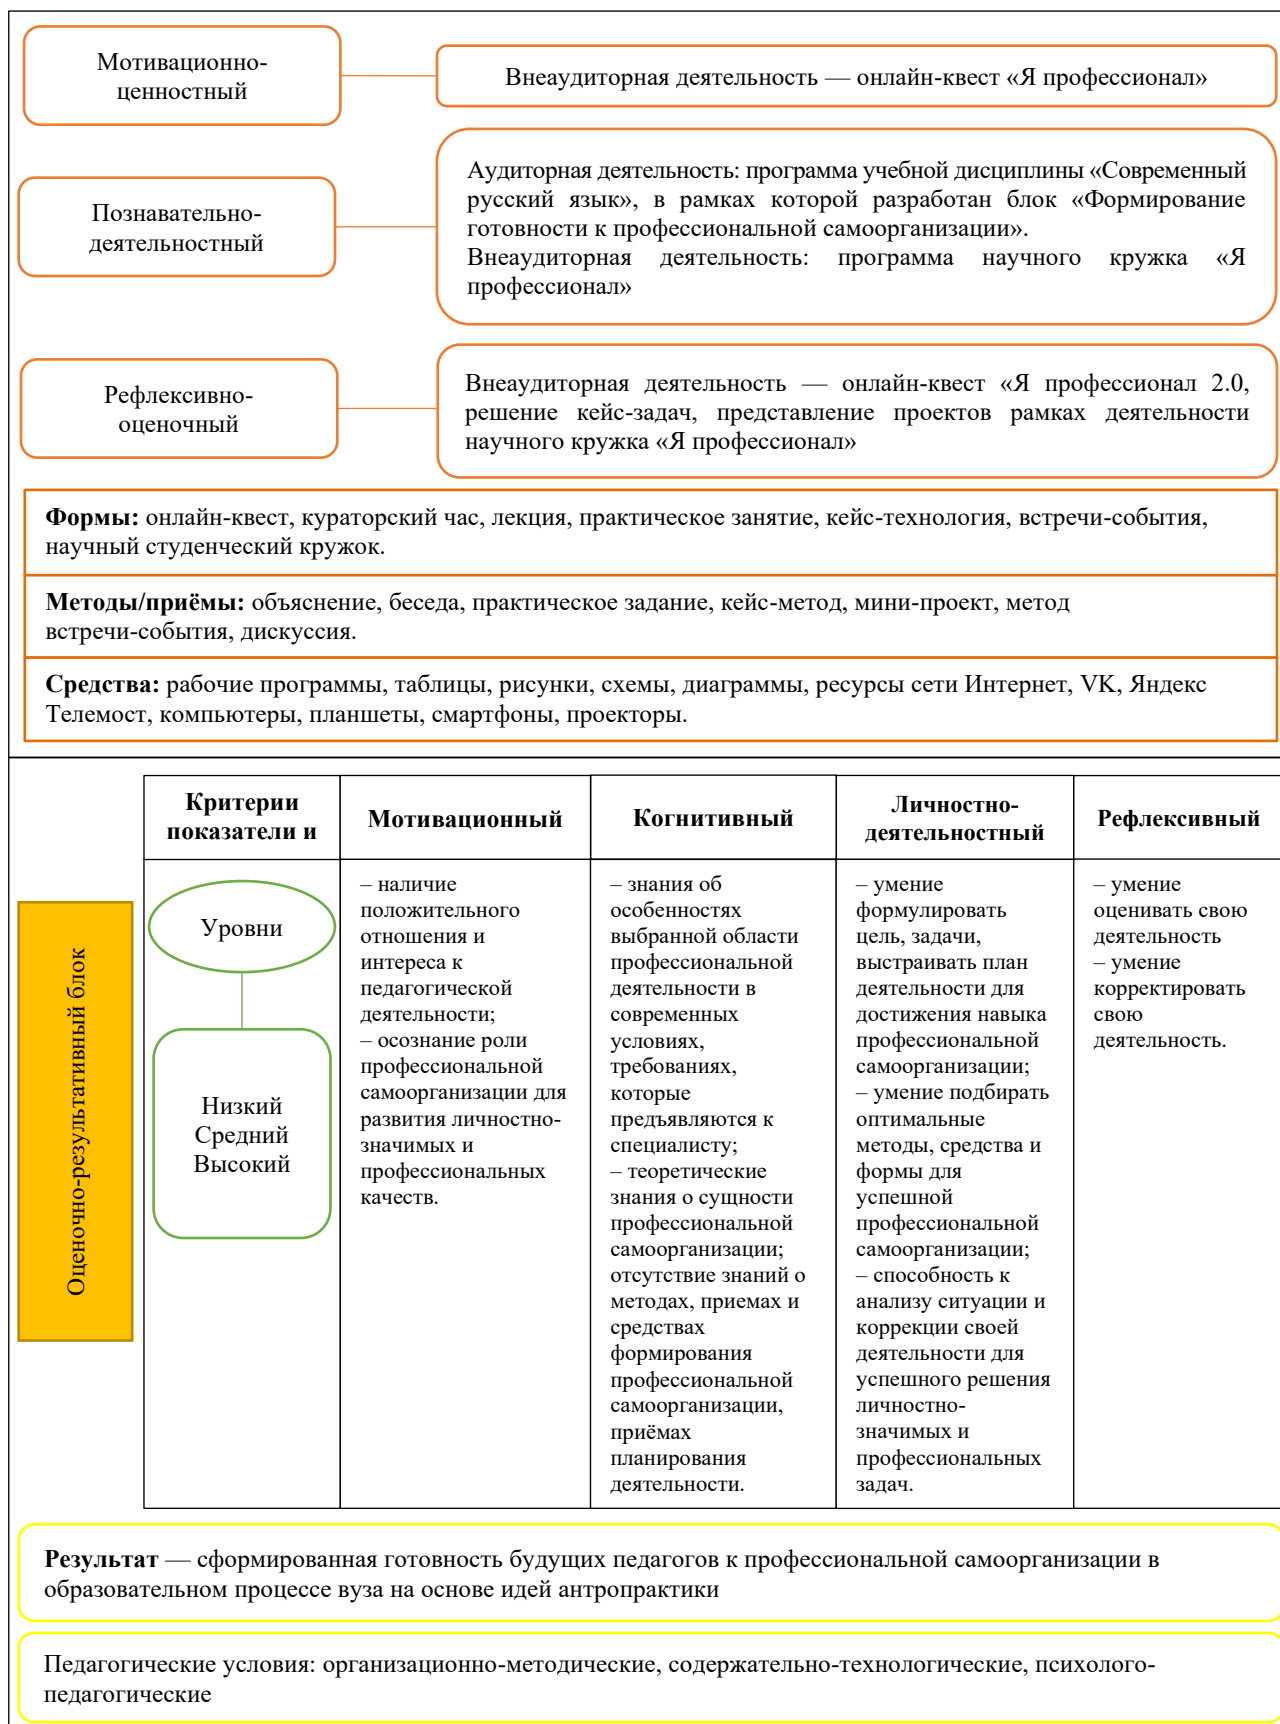 Мотивационно-
ценностный
Внеаудиторная деятельность — онлайн-квест «Я профессионал»
Познавательно-
деятельностный
Аудиторная деятельность: программа учебной дисциплины «Современный
русский язык», в рамках которой разработан блок «Формирование
готовности к профессиональной самоорганизации».
Внеаудиторная деятельность: программа научного кружка «Я
профессионал»
Рефлексивно-
оценочный
Внеаудиторная деятельность — онлайн-квест «Я профессионал 2.0,
решение кейс-задач, представление проектов рамках деятельности
научного кружка «Я профессионал»
Формы: онлайн-квест, кураторский час, лекция, практическое занятие, кейс-технология, встречи-события,
научный студенческий кружок.
Методы/приёмы: объяснение, беседа, практическое задание, кейс-метод, мини-проект, метод
встречи-события, дискуссия.
Средства: рабочие программы, таблицы, рисунки, схемы, диаграммы, ресурсы сети Интернет, VK, Яндекс
Телемост, компьютеры, планшеты, смартфоны, проекторы.
Оценочно-результативный блок
Критерии
показатели и
Мотивационный
Когнитивный
Личностно-
деятельностный
Рефлексивный
Уровни
Низкий
Средний
Высокий
– наличие
положительного
отношения и
интереса к
педагогической
деятельности;
– осознание роли
профессиональной
самоорганизации для
развития личностно-
значимых и
профессиональных
качеств.
– знания об
особенностях
выбранной области
профессиональной
деятельности в
современных
условиях,
требованиях,
которые
предъявляются к
специалисту;
– теоретические
знания о сущности
профессиональной
самоорганизации;
отсутствие знаний о
методах, приемах и
средствах
формирования
профессиональной
самоорганизации,
приёмах
планирования
деятельности.
– умение
формулировать
цель, задачи,
выстраивать план
деятельности для
достижения навыка
профессиональной
самоорганизации;
– умение подбирать
оптимальные
методы, средства и
формы для
успешной
профессиональной
самоорганизации;
– способность к
анализу ситуации и
коррекции своей
деятельности для
успешного решения
личностно-
значимых и
профессиональных
задач.
– умение
оценивать свою
деятельность
– умение
корректировать
свою
деятельность.
Результат — сформированная готовность будущих педагогов к профессиональной самоорганизации в
образовательном процессе вуза на основе идей антропрактики
Педагогические условия: организационно-методические, содержательно-технологические, психолого-
педагогические